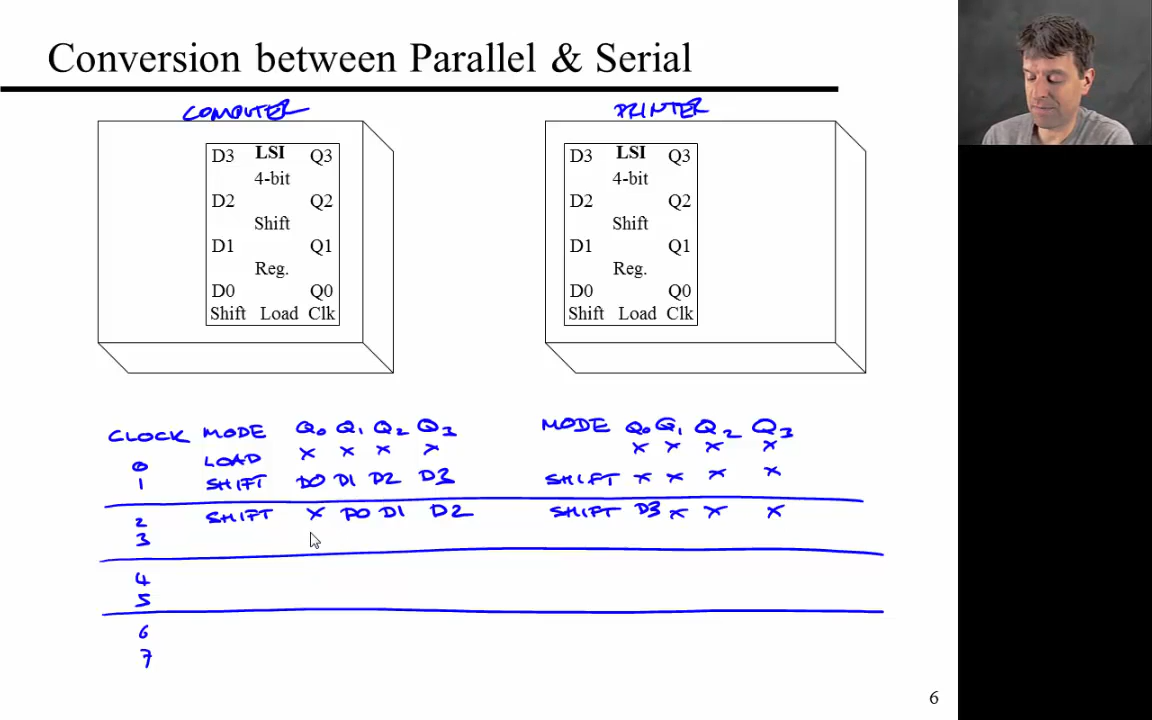 Conversion between Parallel & Serial
COMPUTER
PRINTER
D3 LSI Q3
4-bit
D2 Q2
Shift
D1 Q1
Reg.
D0 Q0
Shift Load Clk
D3 LSI Q3
4-bit
D2 Q2
Shift
D1 Q1
Reg.
D0 Q0
Shift Load Clk
CLOCK MODE Q0 Q1 Q2 Q3 MODE Q0 Q1 Q2 Q3
0 LOAD X X X X X X X X
1 SHIFT D0 D1 D2 D3 SHIFT X X X X
2 SHIFT X D0 D1 D2 SHIFT D3 X X X
3
4
5
6
7
6